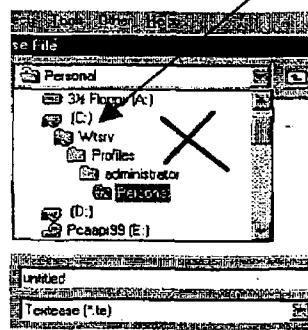 se File
Personal
3½ Floppy (A:)
(C:)
Wtsrv
Profiles
administrator
Personal
(D:)
Pcaapi99 (E:)
untitled
Textease (*.te)